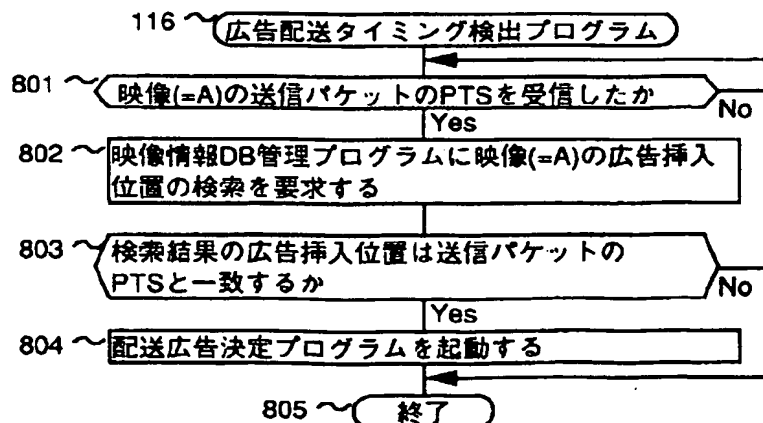 116 広告配送タイミング検出プログラム
801 映像(=A)の送信パケットのPTSを受信したか
No
Yes
802 映像情報DB管理プログラムに映像(=A)の広告挿入
位置の検索を要求する
803 検索結果の広告挿入位置は送信パケットの
PTSと一致するか
No
Yes
804 配送広告決定プログラムを起動する
805 終了